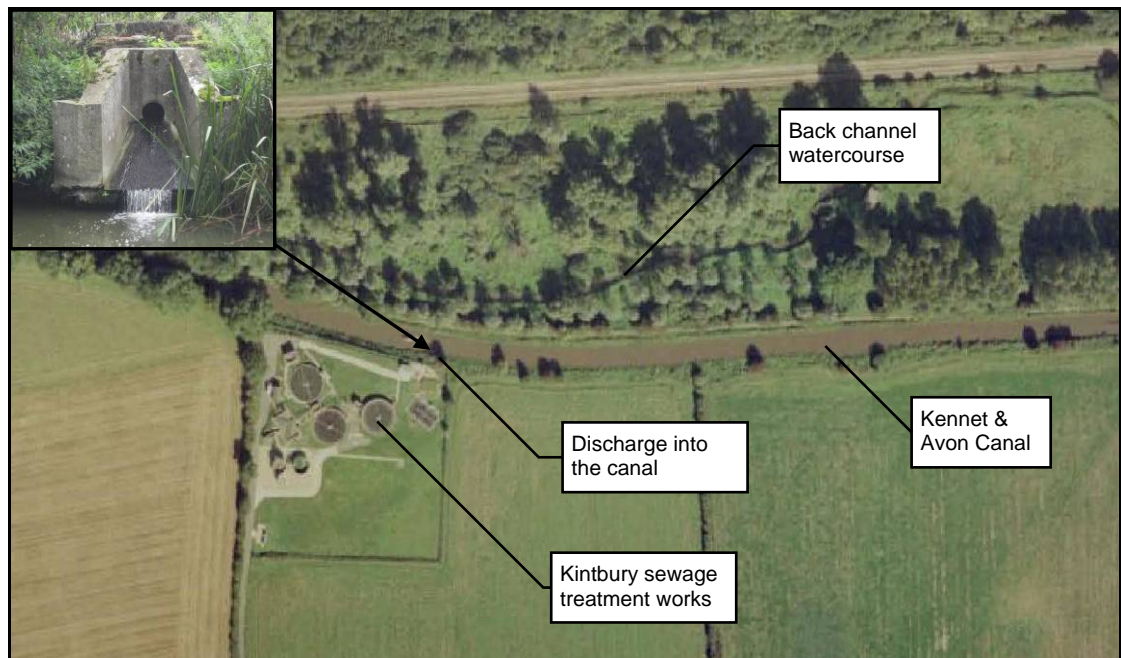 Back channel
watercourse
Kennet &
Avon Canal
Discharge into
the canal
Kintbury sewage
treatment works